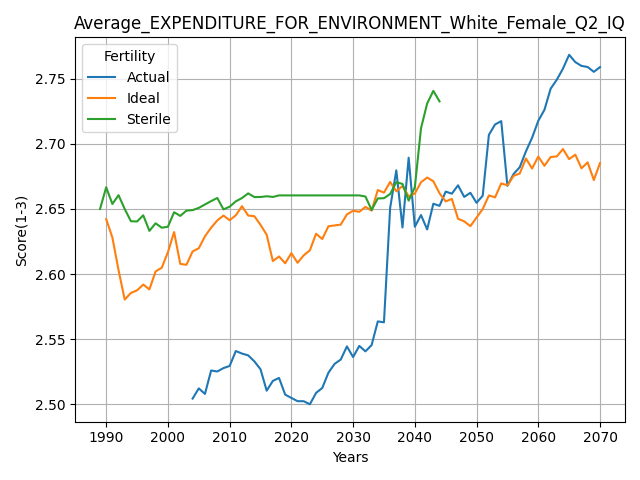 Average_EXPENDITURE_FOR_ENVIRONMENT_White_Female_Q2_IQ
Fertility
Actual
Ideal
Sterile
Score(1-3)
2.75
2.70
2.65
2.60
2.55
2.50
1990 2000 2010 2020 2030 2040 2050 2060 2070
Years